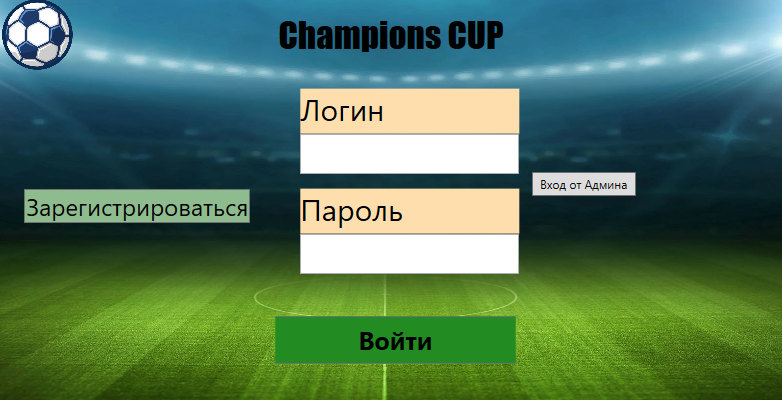 Champions CUP
Логин
Вход от Админа
Зарегистрироваться
Пароль
Войти